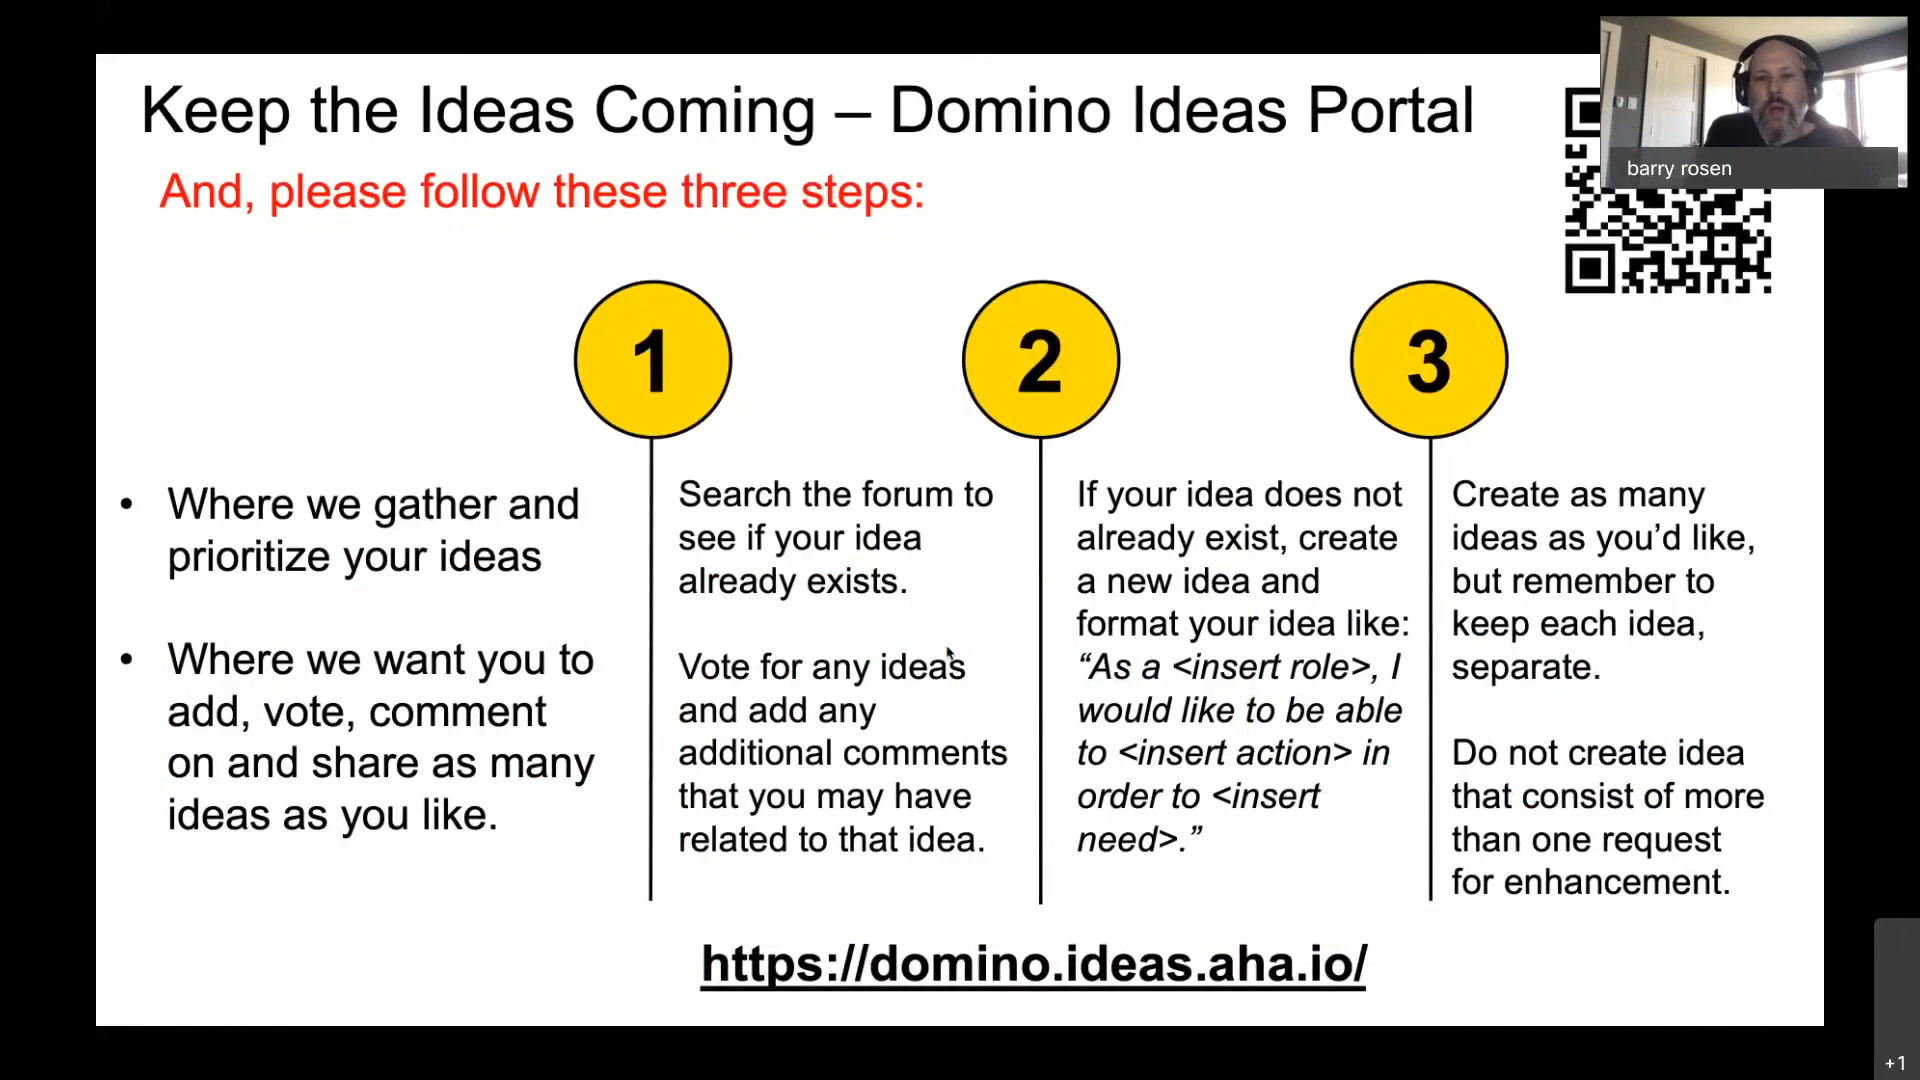 Keep the Ideas Coming – Domino Ideas Portal
And, please follow these three steps:
barry rosen
• Where we gather and
prioritize your ideas
• Where we want you to
add, vote, comment
on and share as many
ideas as you like.
1
Search the forum to
see if your idea
already exists.
Vote for any ideas
and add any
additional comments
that you may have
related to that idea.
2
If your idea does not
already exist, create
a new idea and
format your idea like:
“As a <insert role>, I
would like to be able
to <insert action> in
order to <insert
need>.”
3
Create as many
ideas as you’d like,
but remember to
keep each idea,
separate.
Do not create idea
that consist of more
than one request
for enhancement.
https://domino.ideas.aha.io/
+1